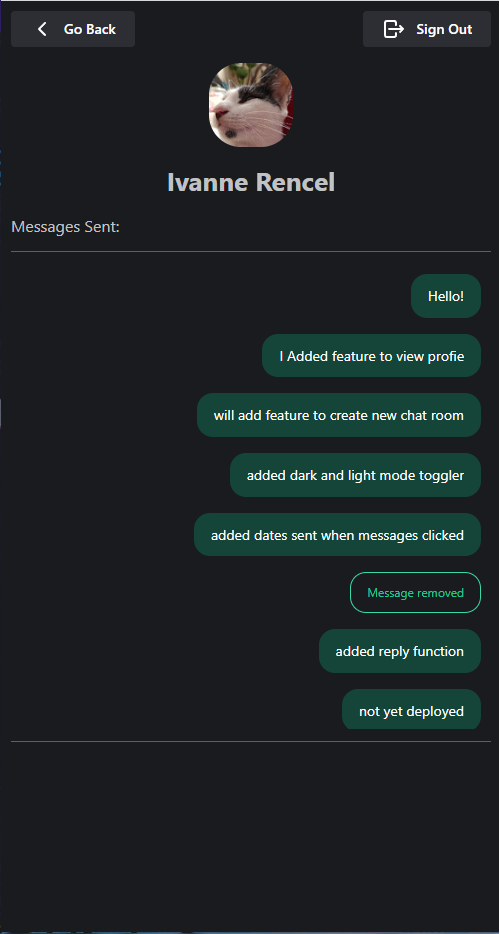 Go Back
Sign Out
Ivanne Rencel
Messages Sent:
Hello!
I Added feature to view profie
will add feature to create new chat room
added dark and light mode toggler
added dates sent when messages clicked
Message removed
added reply function
not yet deployed